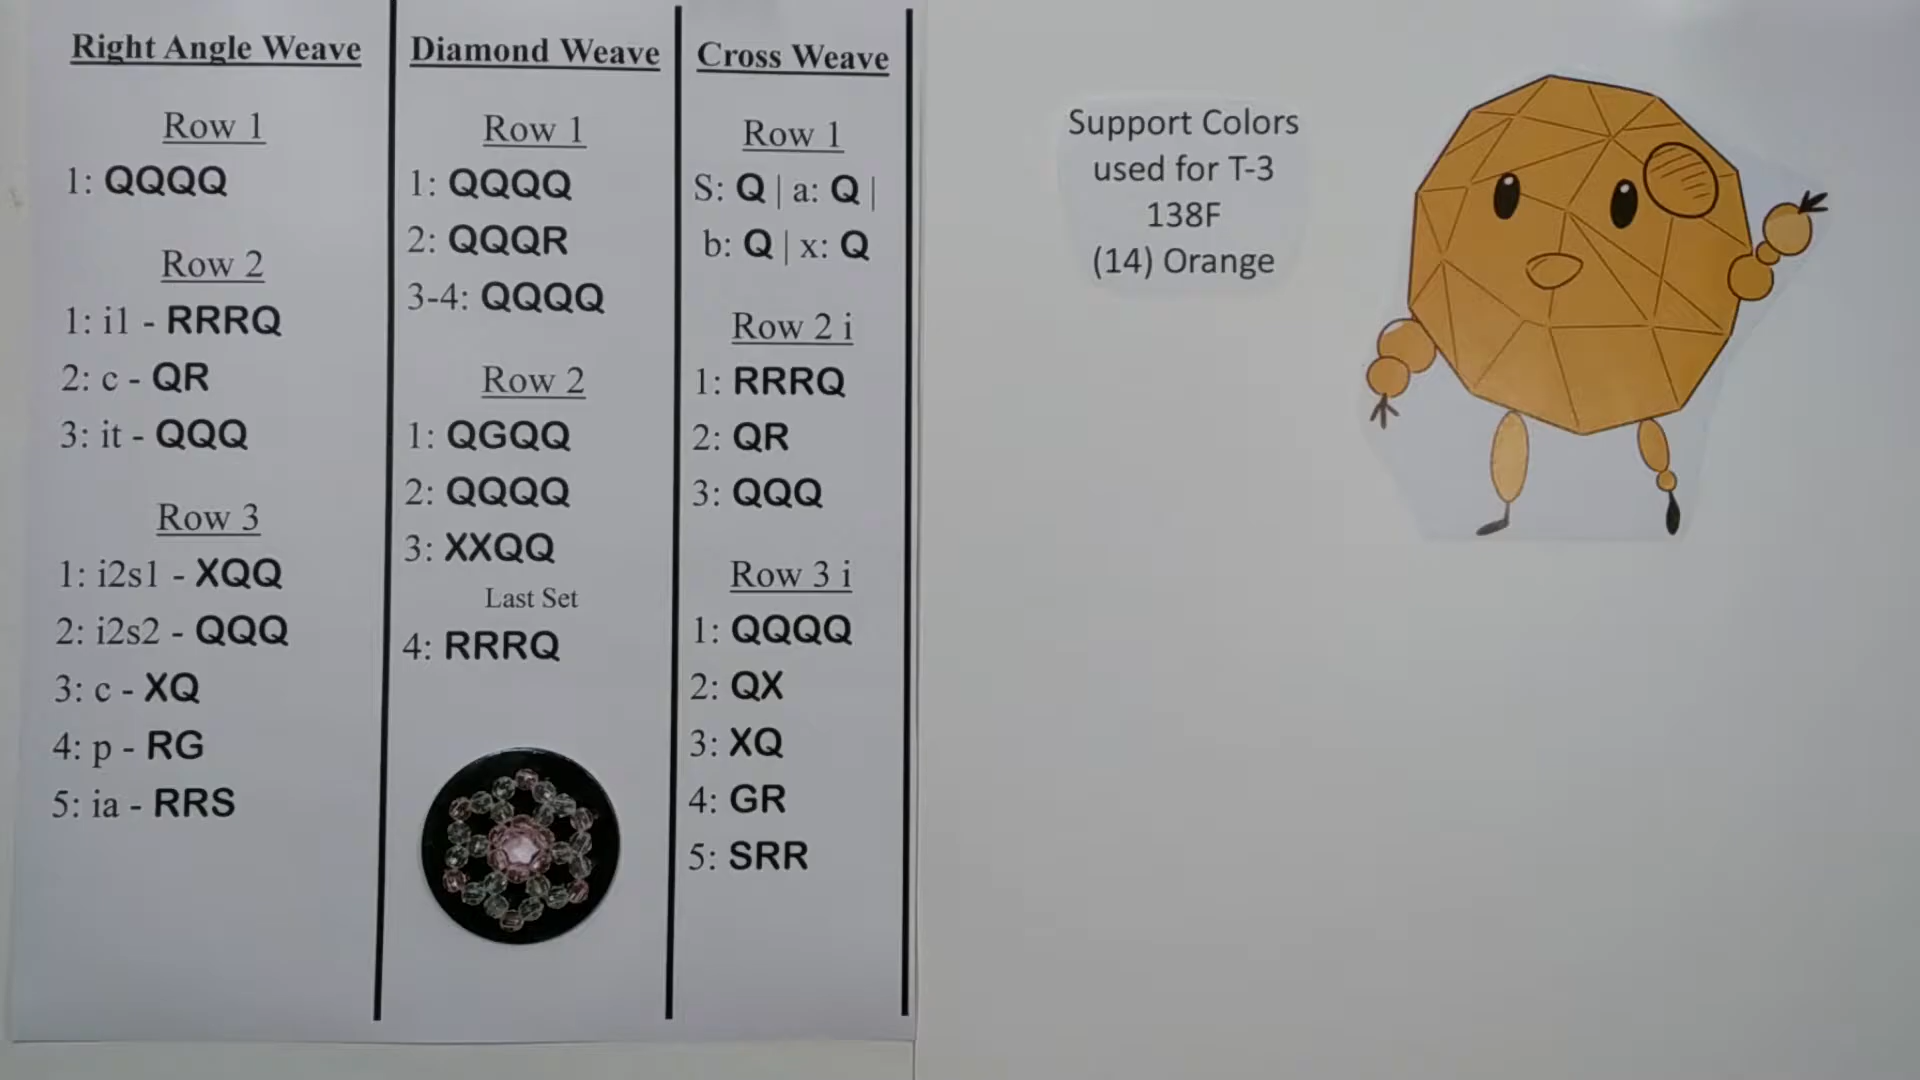 Right Angle Weave
Row 1
1: QQQQ
Row 2
1: i1 - RRRQ
2: c - QR
3: it - QQQ
Row 3
1: i2s1 - XQQ
2: i2s2 - QQQ
3: c - XQ
4: p - RG
5: ia - RRS
Diamond Weave
Row 1
1: QQQQ
2: QQQR
3-4: QQQQ
Row 2
1: QGQQ
2: QQQQ
3: XXQQ
Last Set
4: RRRQ
Cross Weave
Row 1
S: Q | a: Q |
b: Q | x: Q
Row 2 i
1: RRRQ
2: QR
3: QQQ
Row 3 i
1: QQQQ
2: QX
3: XQ
4: GR
5: SRR
Support Colors
used for T-3
138F
(14) Orange